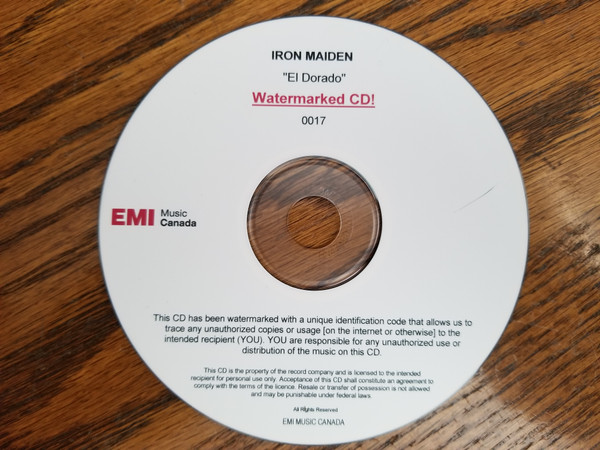 IRON MAIDEN
"El Dorado"
Watermarked CD!
0017
EMI Music
Canada
This CD has been watermarked with a unique identification code that allows us to
trace any unauthorized copies or usage [on the internet or otherwise] to the
intended recipient (YOU). YOU are responsible for any unauthorized use or
distribution of the music on this CD.
This CD is the property of the record company and is licensed to the intended
recipient for personal use only. Acceptance of this CD shall constitute an agreement to
comply with the terms of the licence. Resale or transfer of possession is not allowed
and may be punishable under federal laws.
All Rights Reserved
EMI MUSIC CANADA